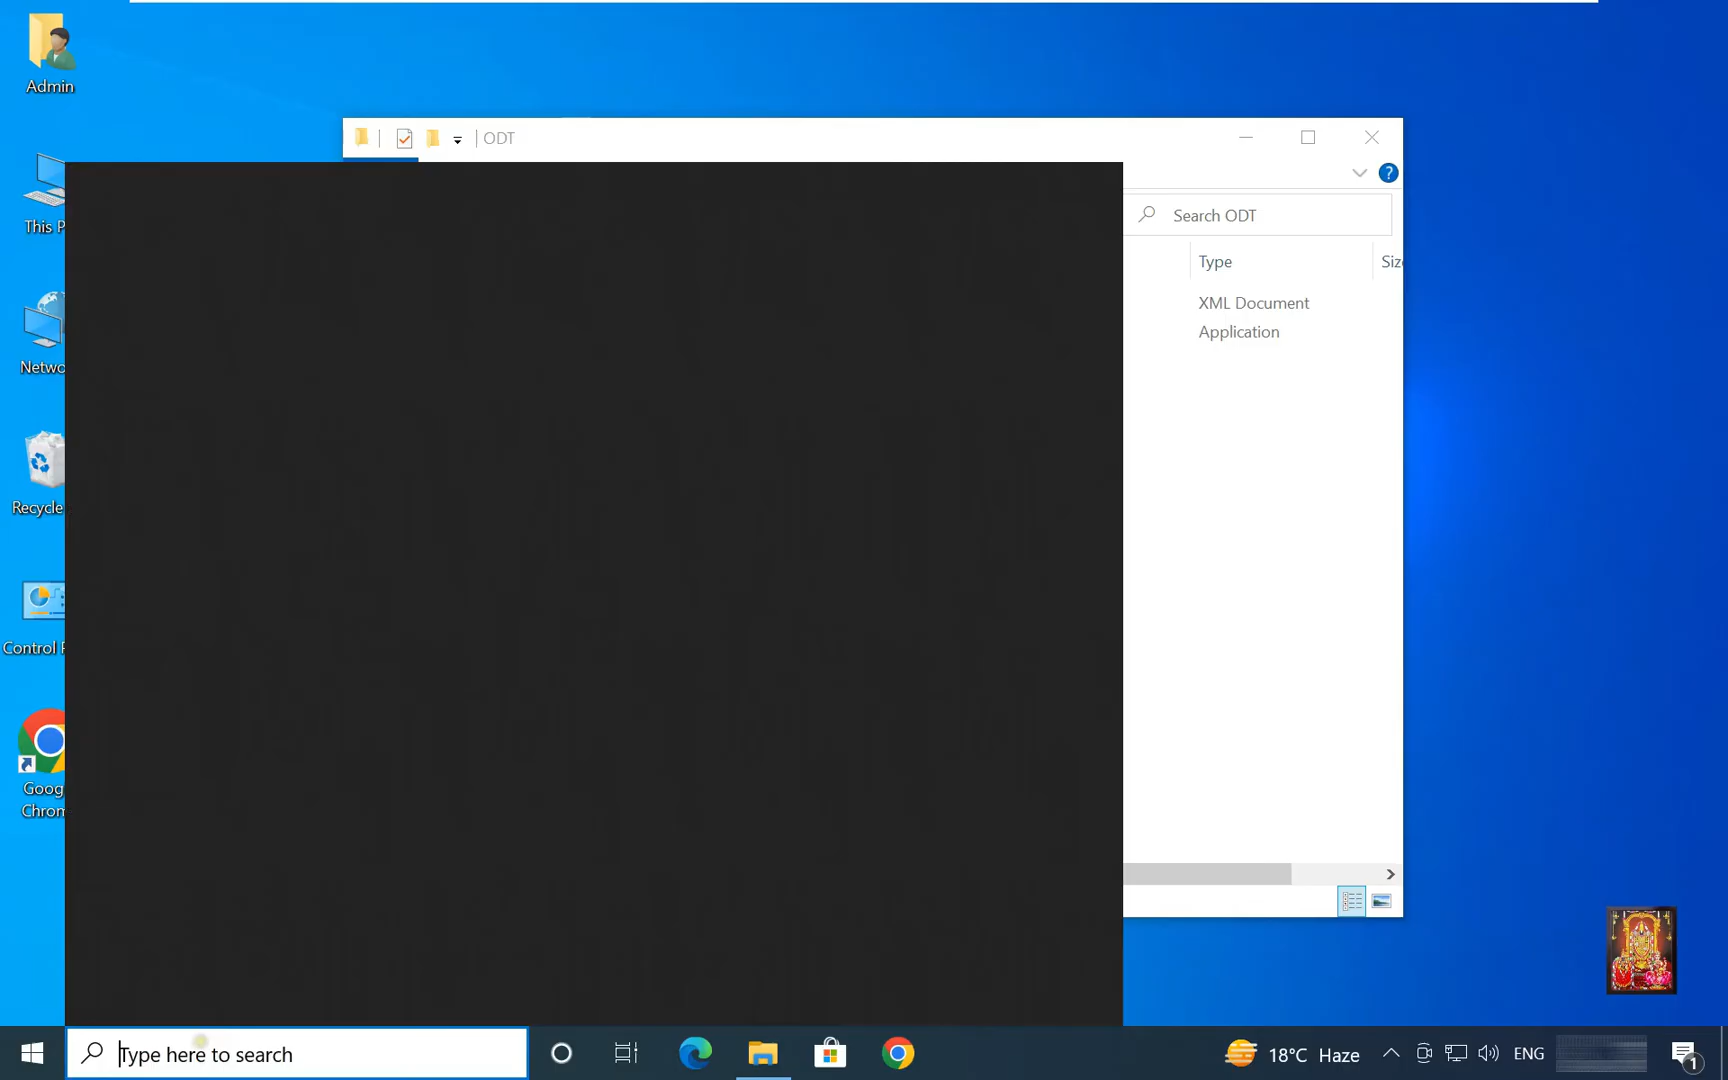 Admin
ODT
?
This P
Search ODT
Type
Siz
XML Document
Application
Netwo
Recycle
Control P
Goog
Chrom
Type here to search
18°C Haze
ENG
1